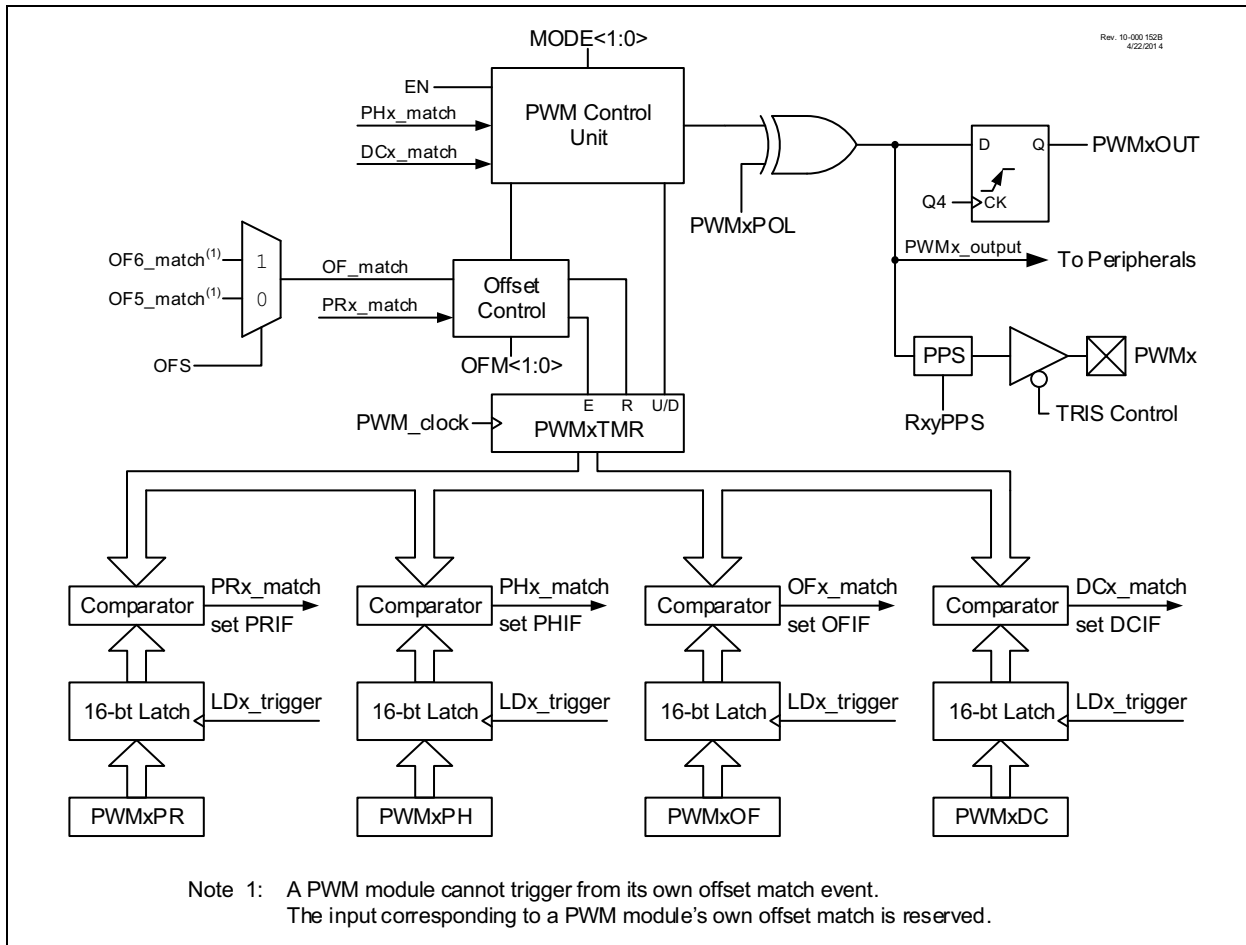 Rev. 10-000 152B
4/22/201 4
MODE<1:0>
EN
PHx_match
DCx_match
PWM Control
Unit
PWMxPOL
D
Q
Q4
CK
PWMxOUT
PWMx_output
To Peripherals
OF6_match(1)
OF5_match(1)
1
0
OFS
OF_match
PRx_match
Offset
Control
OFM<1:0>
PPS
RxyPPS
PWMx
TRIS Control
PWM_clock
E
R
U/D
PWMxTMR
Comparator
PRx_match
set PRIF
Comparator
PHx_match
set PHIF
Comparator
OFx_match
set OFIF
Comparator
DCx_match
set DCIF
16-bt Latch
LDx_trigger
16-bt Latch
LDx_trigger
16-bt Latch
LDx_trigger
16-bt Latch
LDx_trigger
PWMxPR
PWMxPH
PWMxOF
PWMxDC
Note 1: A PWM module cannot trigger from its own offset match event.
The input corresponding to a PWM module's own offset match is reserved.